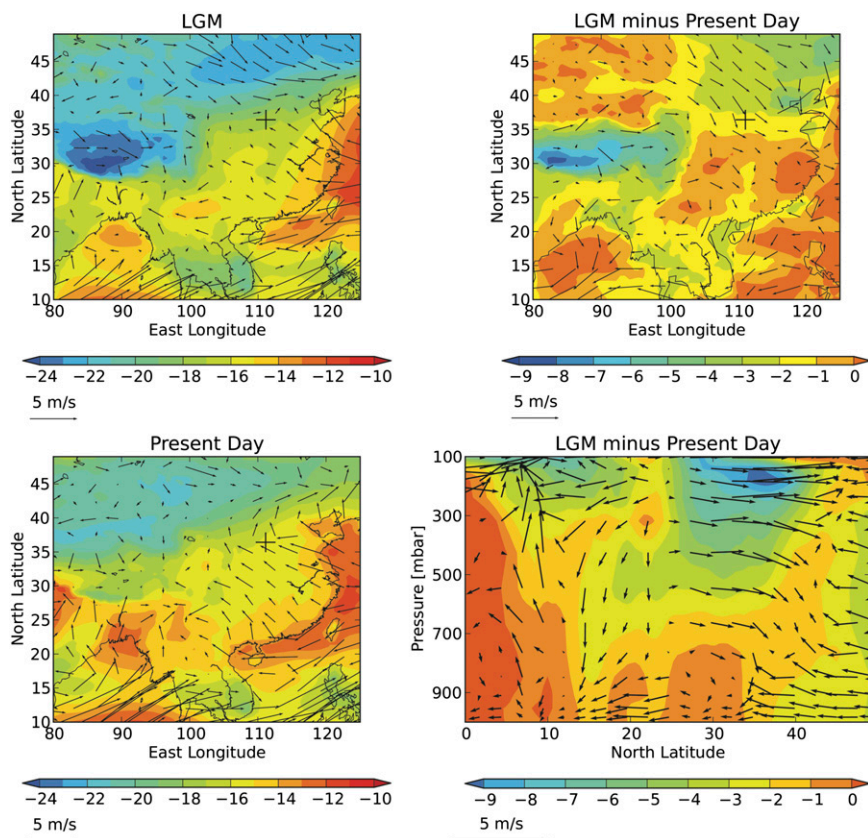 LGM
North Latitude
45
40
35
30
25
20
15
10
80 90 100 110 120
East Longitude
−24 −22 −20 −18 −16 −14 −12 −10
5 m/s
LGM minus Present Day
North Latitude
45
40
35
30
25
20
15
10
80 90 100 110 120
East Longitude
−9 −8 −7 −6 −5 −4 −3 −2 −1 0
5 m/s
Present Day
North Latitude
45
40
35
30
25
20
15
10
80 90 100 110 120
East Longitude
−24 −22 −20 −18 −16 −14 −12 −10
5 m/s
LGM minus Present Day
Pressure [mbar]
100
300
500
700
900
0 10 20 30 40
North Latitude
−9 −8 −7 −6 −5 −4 −3 −2 −1 0
5 m/s